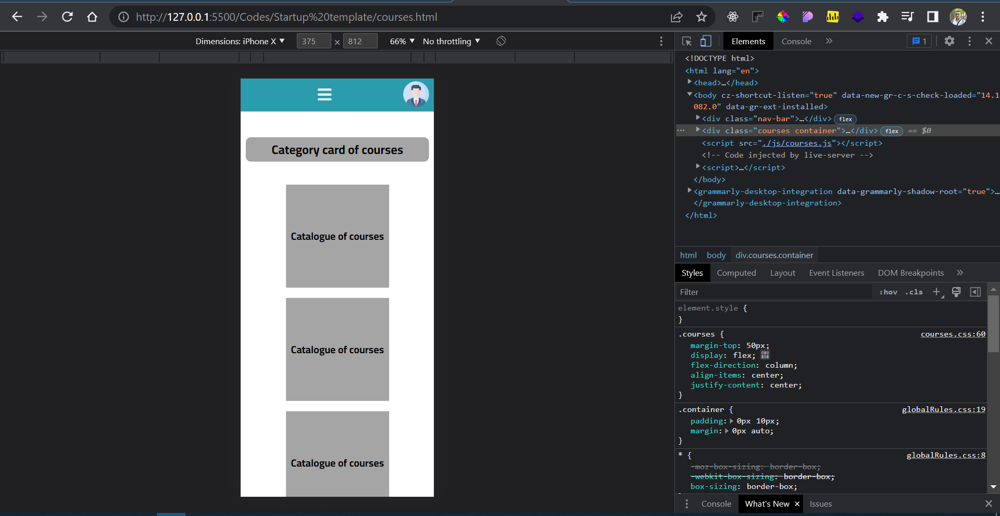 http://127.0.0.1:5500/Codes/Startup%20template/courses.html
Dimensions: iPhone X ▼ 375 × 812 66% ▼ No throttling ▼
Elements Console » 1
Category card of courses
Catalogue of courses
Catalogue of courses
Catalogue of courses
<!DOCTYPE html>
<html lang="en">
<head>…</head>
<body cz-shortcut-listen="true" data-new-gr-c-s-check-loaded="14.1
082.0" data-gr-ext-installed>
<div class="nav-bar">…</div> flex
<div class="courses container">…</div> flex == $0
<script src="./js/courses.js"></script>
<!-- Code injected by live-server -->
<script>…</script>
</body>
<grammarly-desktop-integration data-grammarly-shadow-root="true">…
</grammarly-desktop-integration>
</html>
html body div.courses.container
Styles Computed Layout Event Listeners DOM Breakpoints »
Filter :hov .cls +
element.style {
}
.courses { courses.css:60
margin-top: 50px;
display: flex;
flex-direction: column;
align-items: center;
justify-content: center;
}
.container { globalRules.css:19
padding: 0px 10px;
margin: 0px auto;
}
* { globalRules.css:8
-moz-box-sizing: border-box;
-webkit-box-sizing: border-box;
box-sizing: border-box;
Console What's New × Issues